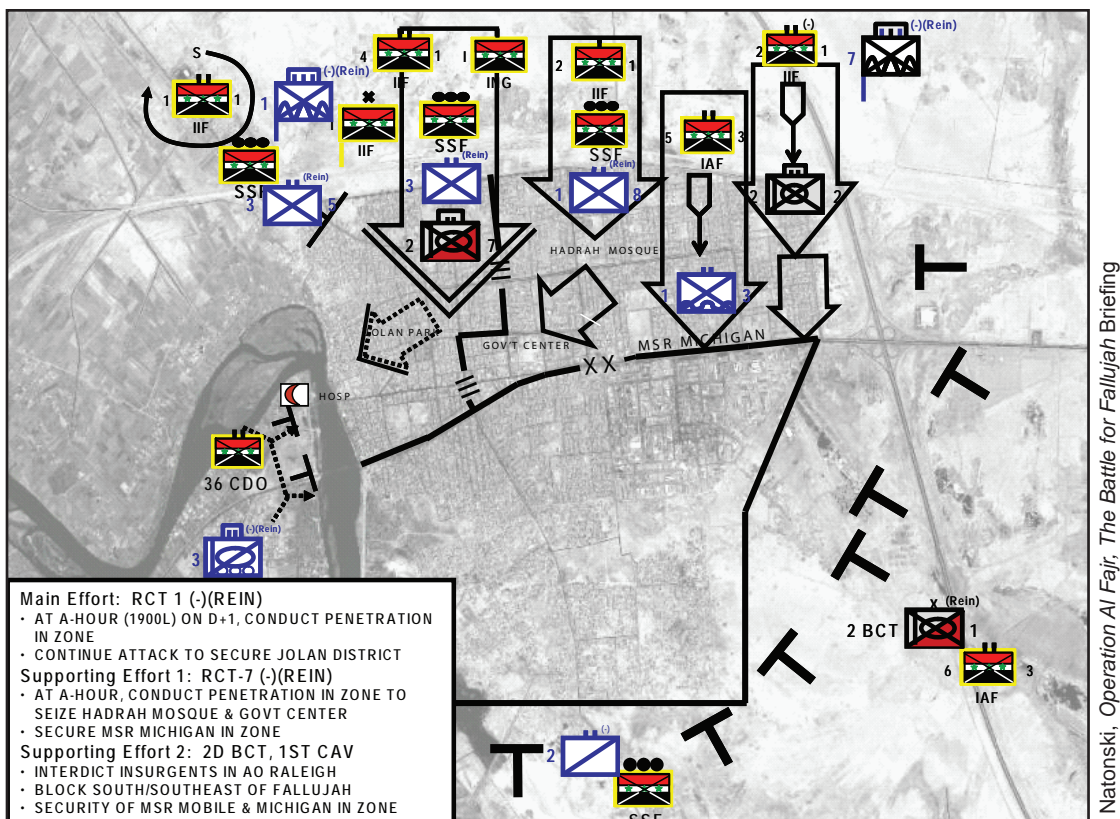 S
(-)(Rein)
1 1
IIF
1
4 1
IIF
I
ING
IIF
SSF
SSF
(Rein)
3 5
(Rein)
3
2 7
2 1
IIF
SSF
(Rein)
1 8
HADRAH MOSQUE
5 3
IAF
1 3
(-)
2 1
IIF
2 2
(-)(Rein)
7
OLAN PARK
GOV'T CENTER
XX
MSR MICHIGAN
HOSP
36 CDO
(-)(Rein)
3
x (Rein)
2 BCT 1
6 3
IAF
(-)
2
SSF
Main Effort: RCT 1 (-)(REIN)
• AT A-HOUR (1900L) ON D+1, CONDUCT PENETRATION
IN ZONE
• CONTINUE ATTACK TO SECURE JOLAN DISTRICT
Supporting Effort 1: RCT-7 (-)(REIN)
• AT A-HOUR, CONDUCT PENETRATION IN ZONE TO
SEIZE HADRAH MOSQUE & GOVT CENTER
• SECURE MSR MICHIGAN IN ZONE
Supporting Effort 2: 2D BCT, 1ST CAV
• INTERDICT INSURGENTS IN AO RALEIGH
• BLOCK SOUTH/SOUTHEAST OF FALLUJAH
• SECURITY OF MSR MOBILE & MICHIGAN IN ZONE
Natonski, Operation Al Fajr, The Battle for Fallujah Briefing